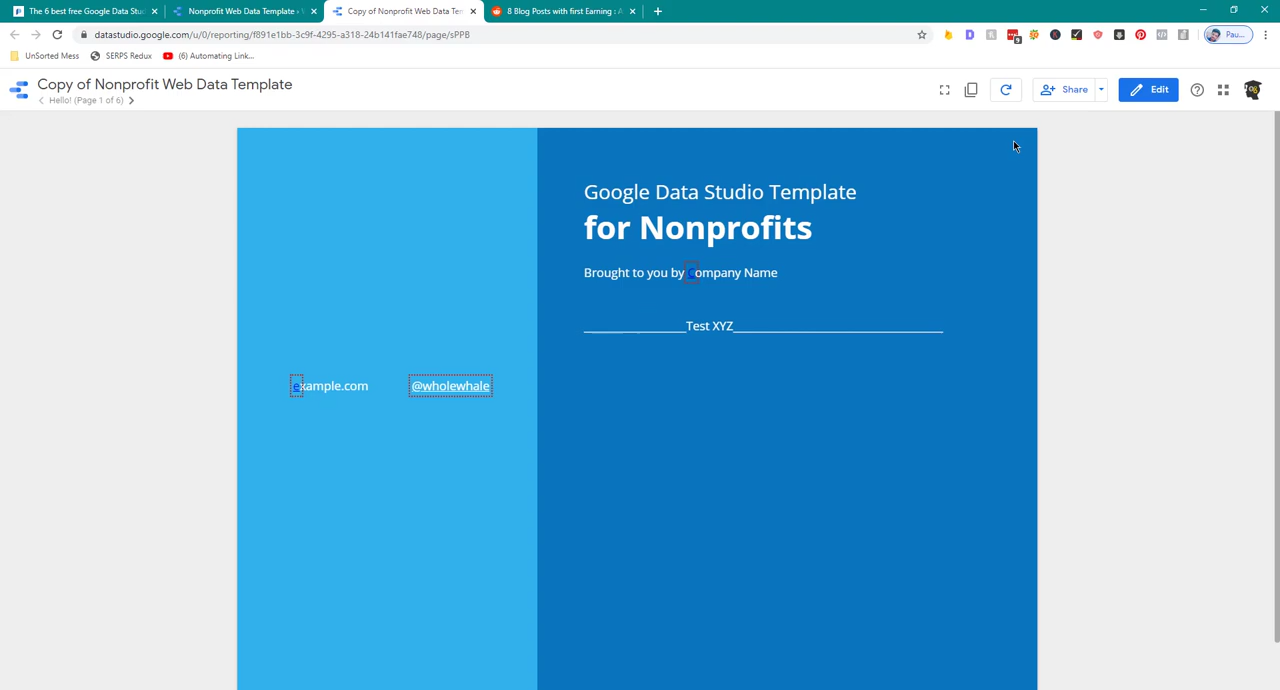 The 6 best free Google Data Stud
Nonprofit Web Data Template › W
Copy of Nonprofit Web Data Tem
8 Blog Posts with first Earning : A
datastudio.google.com/u/0/reporting/f891e1bb-3c9f-4295-a318-24b141fae748/page/sPPB
Pau...
UnSorted Mess
SERPS Redux
(6) Automating Link...
Copy of Nonprofit Web Data Template
Hello! (Page 1 of 6)
Share
Edit
Google Data Studio Template
for Nonprofits
Brought to you by Company Name
Test XYZ
example.com
@wholewhale